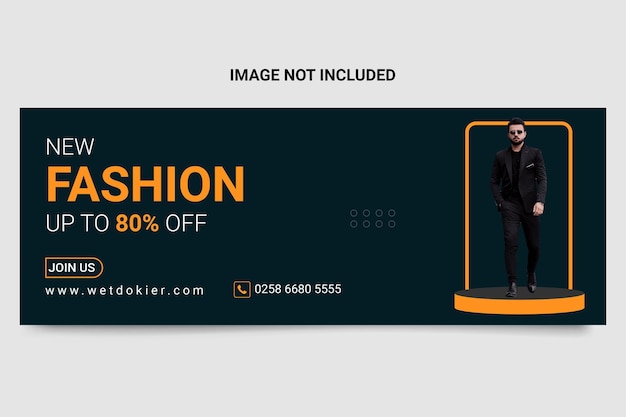 IMAGE NOT INCLUDED
NEW
FASHION
UP TO 80% OFF
JOIN US
www.wetdokier.com
0258 6680 5555